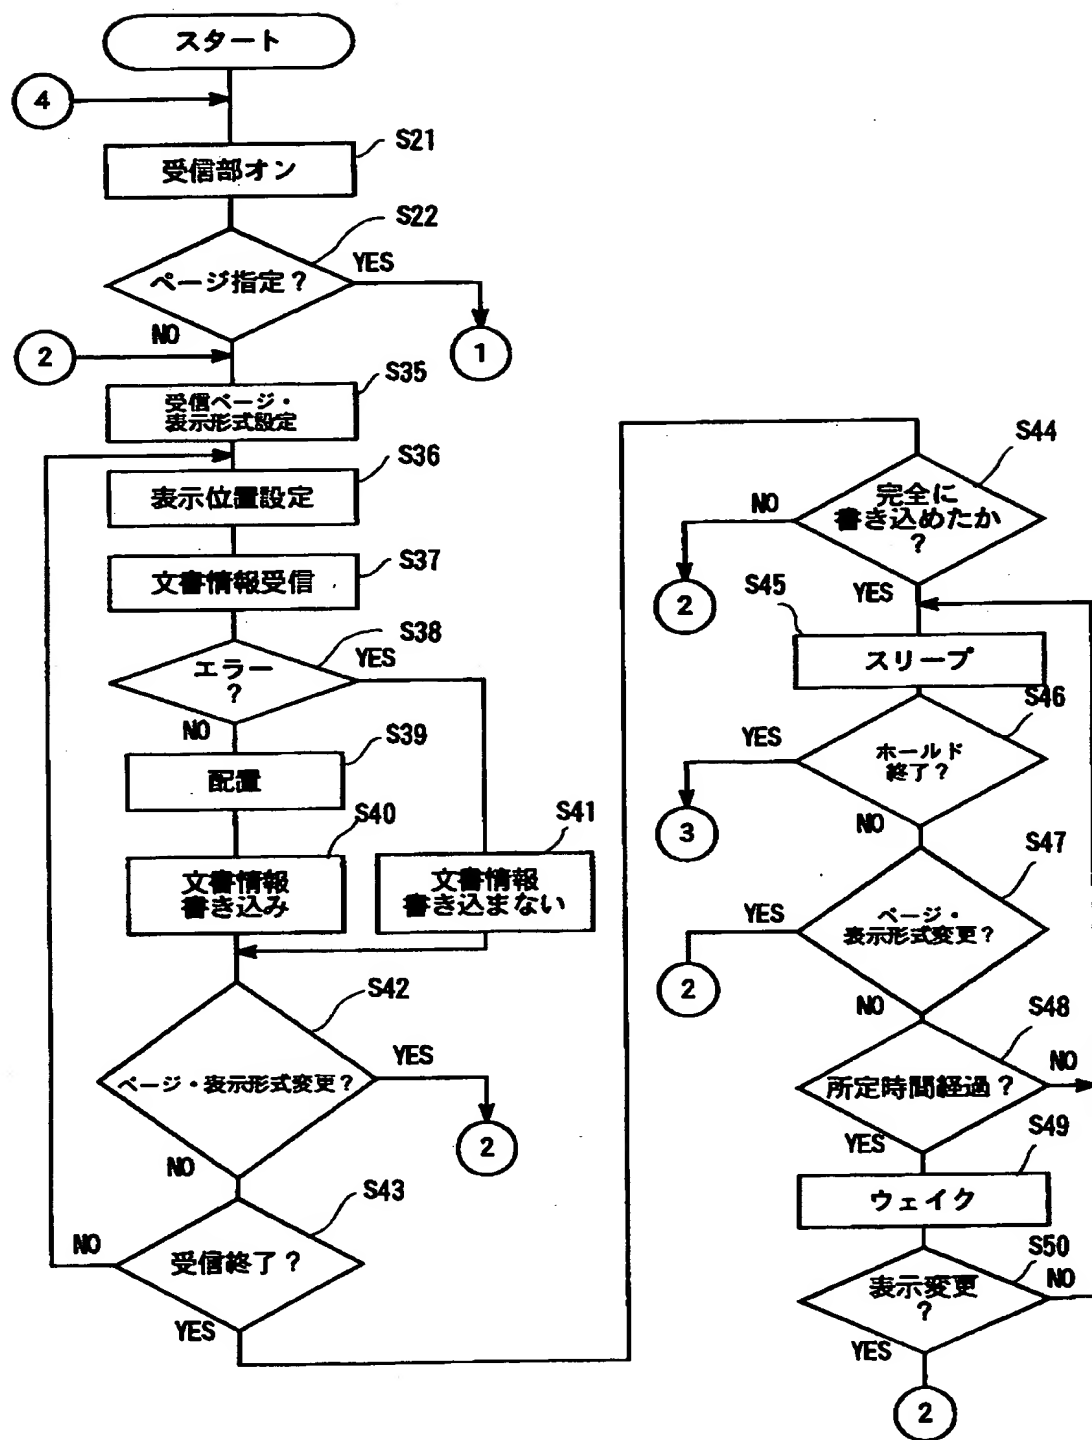 スタート
4
S21
受信部オン
S22
ページ指定？
YES
NO
1
2
S35
受信ページ・
表示形式設定
S36
表示位置設定
S37
文書情報受信
S38
エラー
？
YES
NO
S39
配置
S40
文書情報
書き込み
S41
文書情報
書き込まない
S42
ページ・表示形式変更？
YES
2
NO
S43
受信終了？
NO
YES
S44
完全に
書き込めたか
？
NO
2
YES
S45
スリープ
S46
ホールド
終了？
YES
3
NO
S47
ページ・
表示形式変更？
YES
2
NO
S48
所定時間経過？
NO
YES
S49
ウェイク
S50
表示変更
？
NO
YES
2